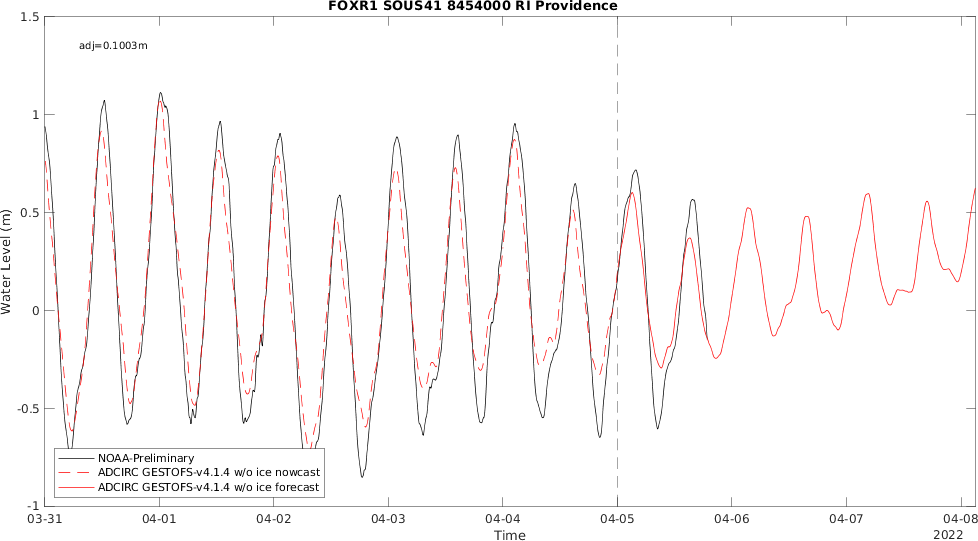 FOXR1 SOUS41 8454000 RI Providence
1.5
adj=0.1003m
1
0.5
0
-0.5
-1
Water Level (m)
NOAA-Preliminary
ADCIRC GESTOFS-v4.1.4 w/o ice nowcast
ADCIRC GESTOFS-v4.1.4 w/o ice forecast
03-31 04-01 04-02 04-03 04-04 04-05 04-06 04-07 04-08
Time
2022